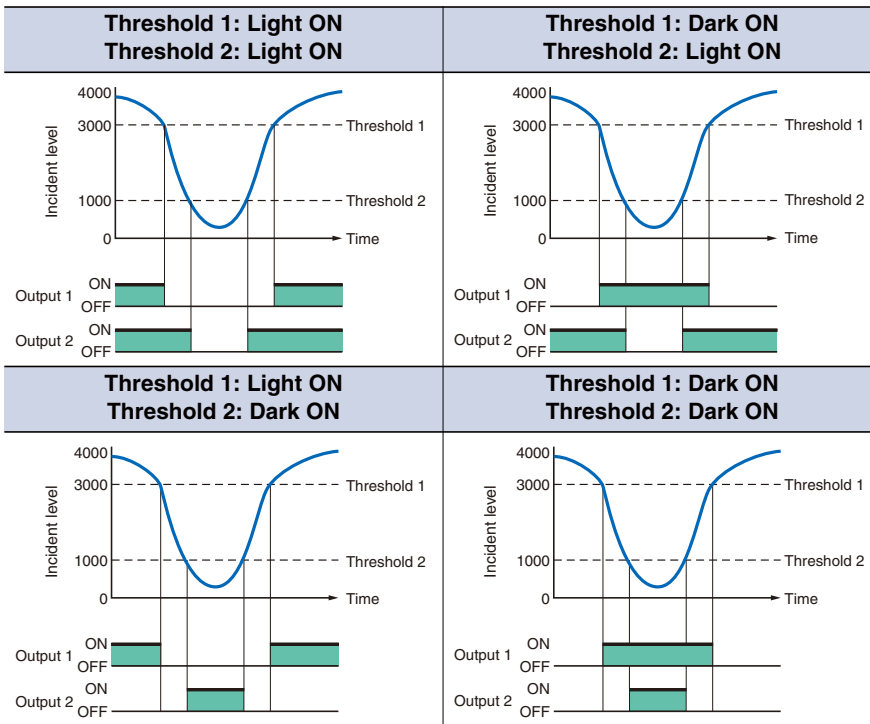 Threshold 1: Light ON
Threshold 2: Light ON
4000
3000
1000
0
Incident level
Threshold 1
Threshold 2
Time
Output 1
ON
OFF
Output 2
ON
OFF
Threshold 1: Dark ON
Threshold 2: Light ON
4000
3000
1000
0
Incident level
Threshold 1
Threshold 2
Time
Output 1
ON
OFF
Output 2
ON
OFF
Threshold 1: Light ON
Threshold 2: Dark ON
4000
3000
1000
0
Incident level
Threshold 1
Threshold 2
Time
Output 1
ON
OFF
Output 2
ON
OFF
Threshold 1: Dark ON
Threshold 2: Dark ON
4000
3000
1000
0
Incident level
Threshold 1
Threshold 2
Time
Output 1
ON
OFF
Output 2
ON
OFF